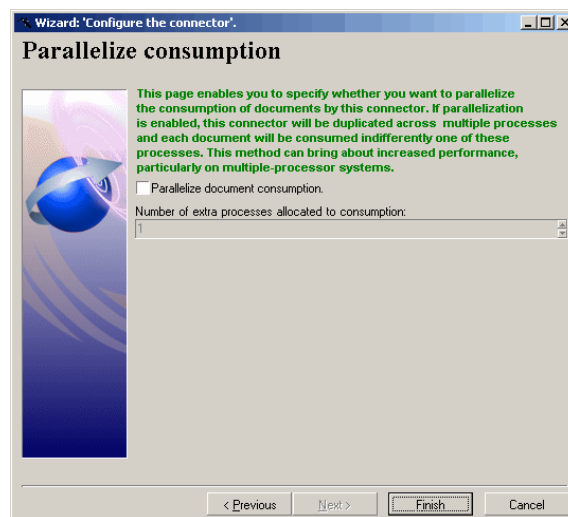 Wizard: 'Configure the connector'.
Parallelize consumption
This page enables you to specify whether you want to parallelize
the consumption of documents by this connector. If parallelization
is enabled, this connector will be duplicated across multiple processes
and each document will be consumed indifferently one of these
processes. This method can bring about increased performance,
particularly on multiple-processor systems.
Parallelize document consumption.
Number of extra processes allocated to consumption:
1
< Previous
Next >
Finish
Cancel